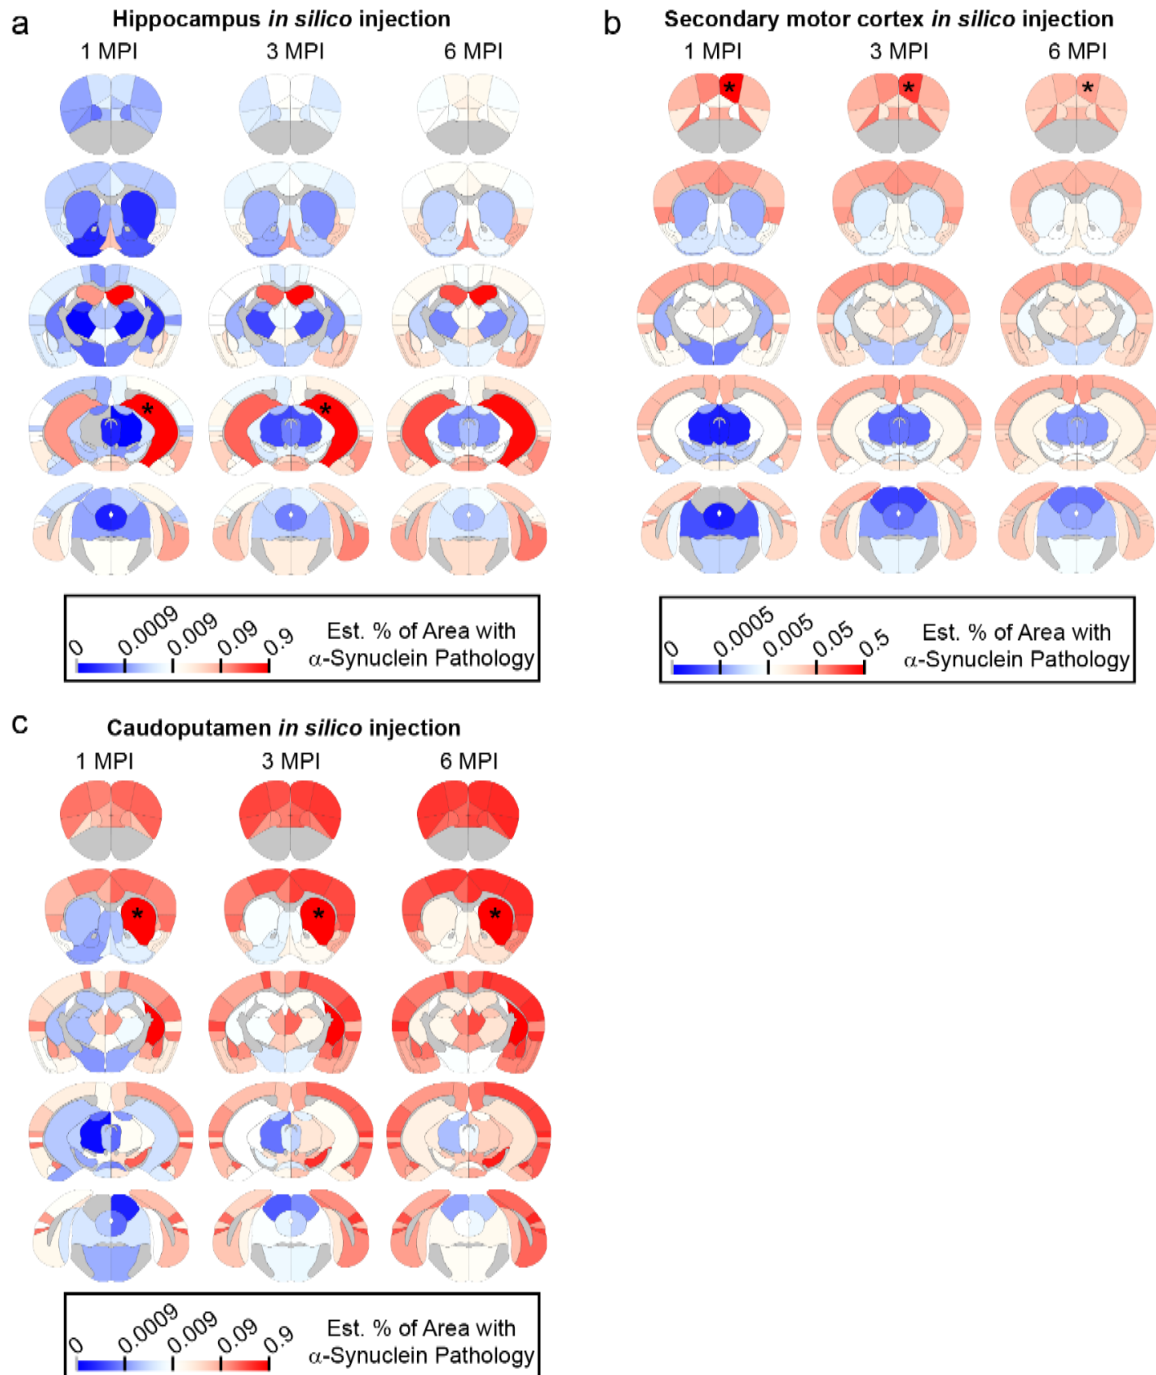 a
Hippocampus in silico injection
1 MPI 3 MPI 6 MPI
*
0 0.0009 0.009 0.09 0.9
Est. % of Area with
α-Synuclein Pathology
b
Secondary motor cortex in silico injection
1 MPI 3 MPI 6 MPI
* * *
0 0.0005 0.005 0.05 0.5
Est. % of Area with
α-Synuclein Pathology
c
Caudoputamen in silico injection
1 MPI 3 MPI 6 MPI
* * *
0 0.0009 0.009 0.09 0.9
Est. % of Area with
α-Synuclein Pathology